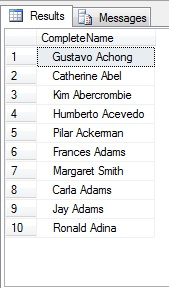 Results Messages
CompleteName
1 Gustavo Achong
2 Catherine Abel
3 Kim Abercrombie
4 Humberto Acevedo
5 Pilar Ackerman
6 Frances Adams
7 Margaret Smith
8 Carla Adams
9 Jay Adams
10 Ronald Adina